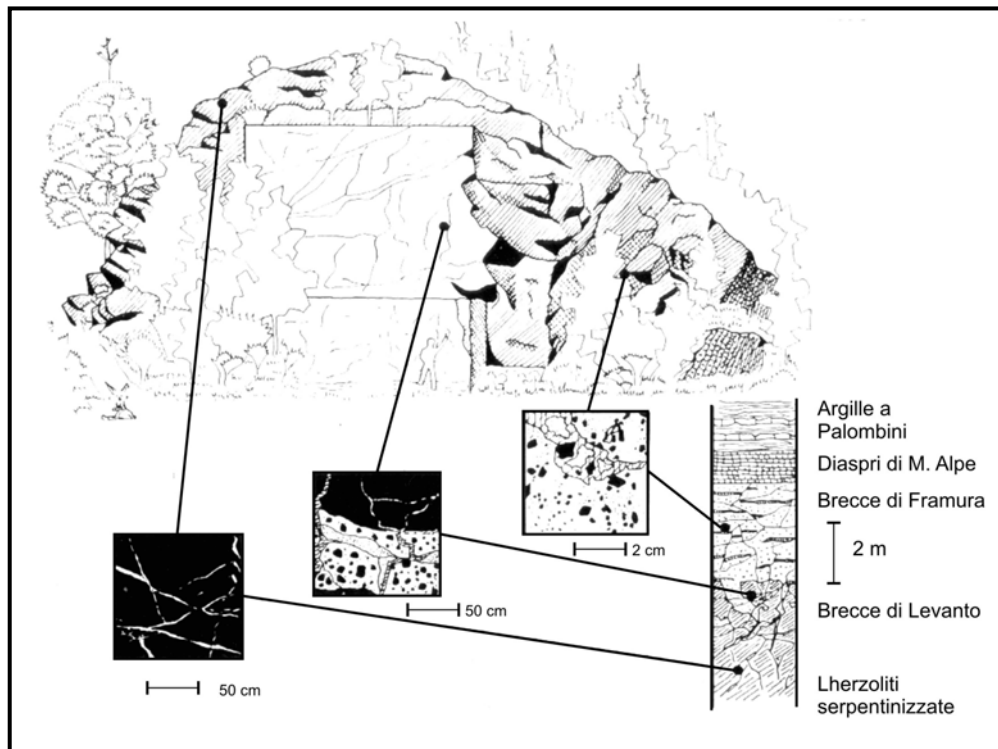 Argille a
Palombini
Diaspri di M. Alpe
Brecce di Framura
2 m
Brecce di Levanto
Lherzoliti
serpentinizzate
2 cm
50 cm
50 cm